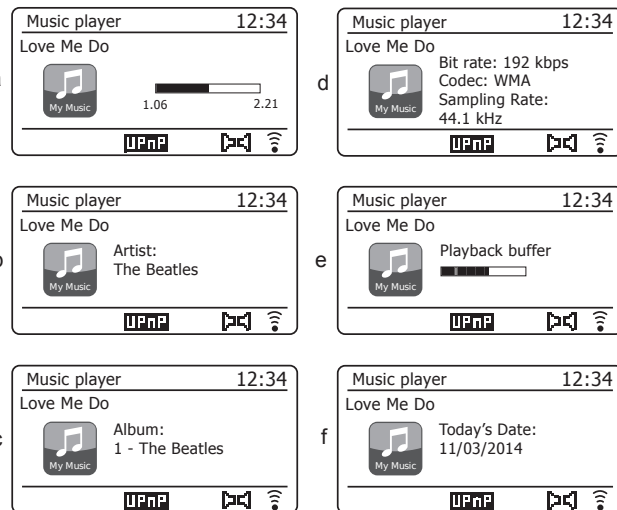 Music player 12:34
Love Me Do
My Music
1.06 2.21
UPnP
d
Music player 12:34
Love Me Do
My Music
Bit rate: 192 kbps
Codec: WMA
Sampling Rate:
44.1 kHz
UPnP
Music player 12:34
Love Me Do
My Music
Artist:
The Beatles
UPnP
e
Music player 12:34
Love Me Do
My Music
Playback buffer
UPnP
Music player 12:34
Love Me Do
My Music
Album:
1 - The Beatles
UPnP
f
Music player 12:34
Love Me Do
My Music
Today's Date:
11/03/2014
UPnP